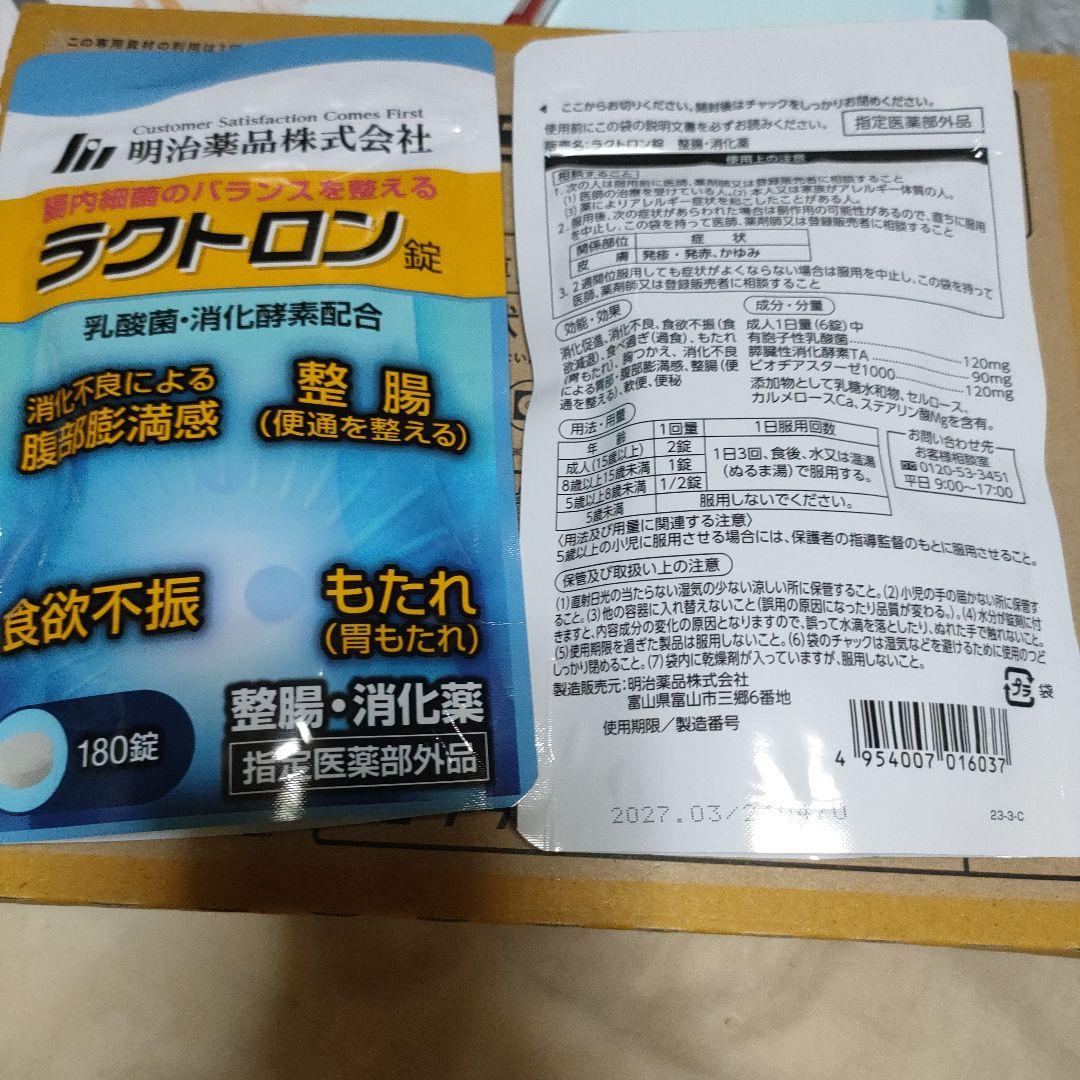 この専用資材の利用は1回
Customer Satisfaction Comes First
明治薬品株式会社
腸内細菌のバランスを整える
ラクトロン錠
乳酸菌・消化酵素配合
消化不良による
腹部膨満感
整腸
(便通を整える)
食欲不振
もたれ
(胃もたれ)
180錠
整腸・消化薬
指定医薬部外品
ここからお切りください。開封後はチャックをしっかりお閉めください。
使用前にこの袋の説明文書を必ずお読みください。
指定医薬部外品
販売名:ラクトロン錠 整腸・消化薬
使用上の注意
相談すること
1. 次の人は服用前に医師、薬剤師又は登録販売者に相談すること
(1) 医師の治療を受けている人。(2) 本人又は家族がアレルギー体質の人。
(3) 薬によりアレルギー症状を起こしたことがある人。
2. 服用後、次の症状があらわれた場合は副作用の可能性があるので、直ちに服用
を中止し、この袋を持って医師、薬剤師又は登録販売者に相談すること
関係部位 症状
皮膚 発疹・発赤、かゆみ
3. 2週間位服用しても症状がよくならない場合は服用を中止し、この袋を持って
医師、薬剤師又は登録販売者に相談すること
効能・効果
消化促進、消化不良、食欲不振(食
欲減退)、食べ過ぎ(過食)、もたれ
(胃もたれ)、胸つかえ、消化不良
による胃部・腹部膨満感、整腸(便
通を整える)、軟便、便秘
成分・分量
成人1日量(6錠)中
有胞子性乳酸菌 120mg
膵臓性消化酵素TA 90mg
ビオヂアスターゼ1000 120mg
添加物として乳糖水和物、セルロース、
カルメロースCa、ステアリン酸Mgを含有。
用法・用量
年齢 1回量 1日服用回数
成人(15歳以上) 2錠 1日3回、食後、水又は温湯
8歳以上15歳未満 1錠 (ぬるま湯)で服用する。
5歳以上8歳未満 1/2錠
5歳未満 服用しないでください。
お問い合わせ先
お客様相談室
0120-53-3451
平日 9:00~17:00
〈用法及び用量に関連する注意〉
5歳以上の小児に服用させる場合には、保護者の指導監督のもとに服用させること。
保管及び取扱い上の注意
(1)直射日光の当たらない湿気の少ない涼しい所に保管すること。(2)小児の手の届かない所に保管す
ること。(3)他の容器に入れ替えないこと(誤用の原因になったり品質が変わる。)。(4)水分が錠剤に付
きますと、内容成分の変化の原因となりますので、誤って水滴を落としたり、ぬれた手で触れないこと。
(5)使用期限を過ぎた製品は服用しないこと。(6)袋のチャックは湿気などを避けるために使用のつど
しっかり閉めること。(7)袋内に乾燥剤が入っていますが、服用しないこと。
製造販売元:明治薬品株式会社
富山県富山市三郷6番地
プラ 袋
使用期限/製造番号
4 954007 016037
2027.03/
23-3-C